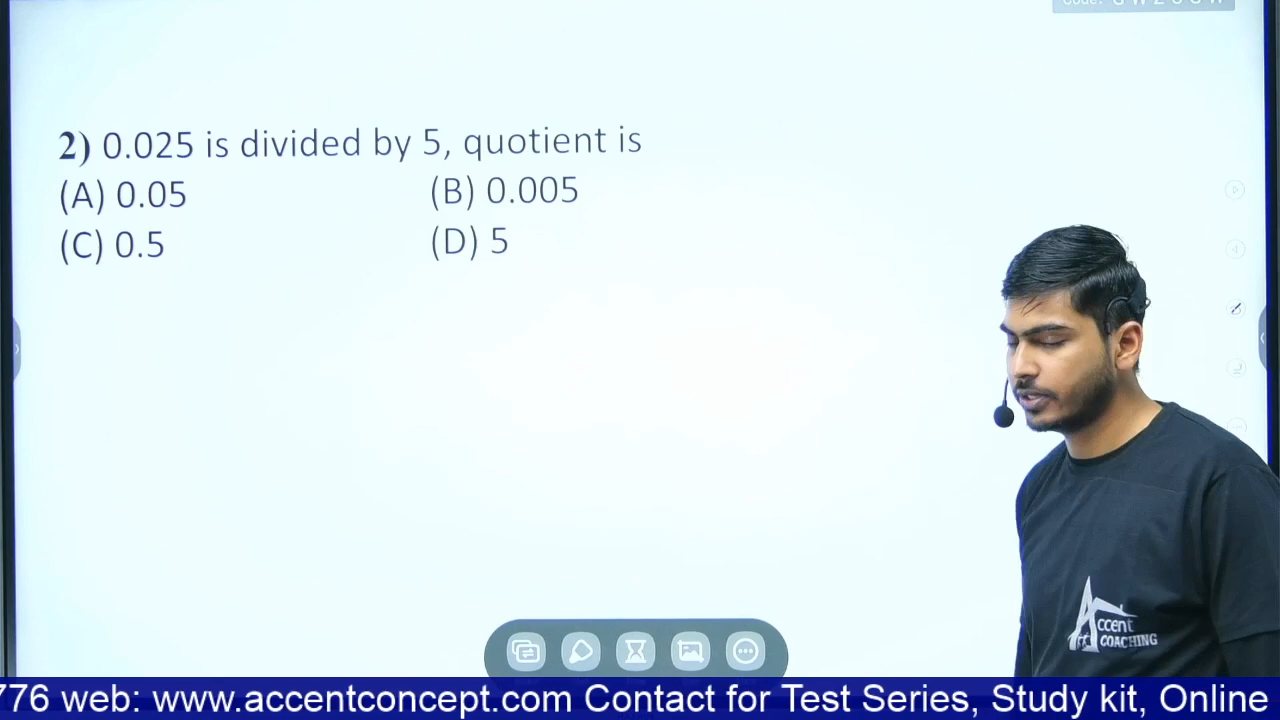 2) 0.025 is divided by 5, quotient is
(A) 0.05 (B) 0.005
(C) 0.5 (D) 5
Accent
COACHING
776 web: www.accentconcept.com Contact for Test Series, Study kit, Online